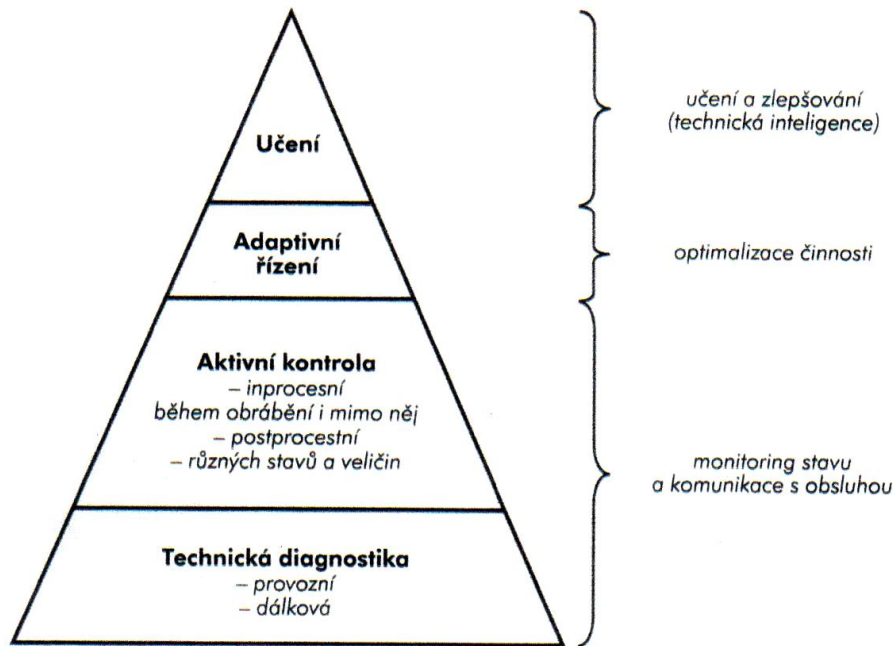 Učení
učení a zlepšování
(technická inteligence)
Adaptivní
řízení
optimalizace činnosti
Aktivní kontrola
– inprocesní
během obrábění i mimo něj
– postprocestní
– různých stavů a veličin
monitoring stavu
a komunikace s obsluhou
Technická diagnostika
– provozní
– dálková